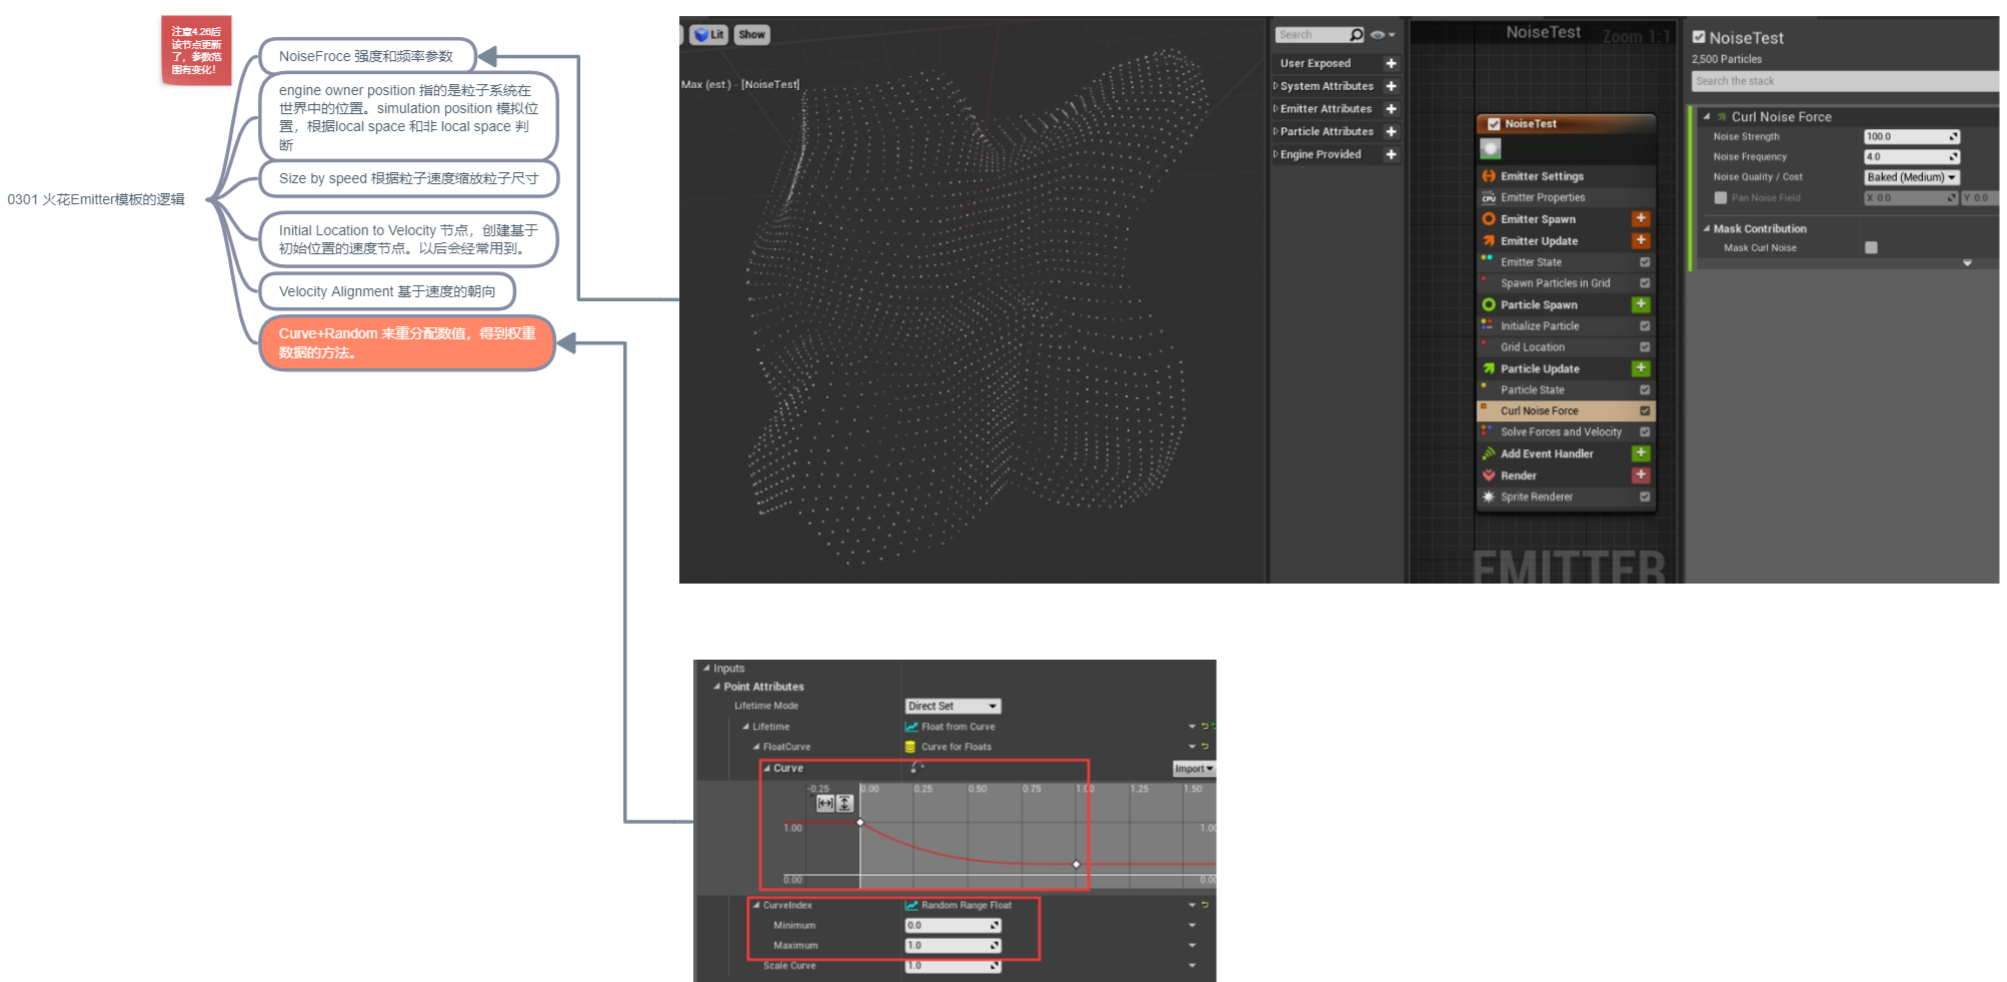 注意4.26后
该节点更新
了，参数范
围有变化！
0301 火花Emitter模板的逻辑
NoiseFroce 强度和频率参数
engine owner position 指的是粒子系统在
世界中的位置。simulation position 模拟位
置，根据local space 和非 local space 判
断
Size by speed 根据粒子速度缩放粒子尺寸
Initial Location to Velocity 节点，创建基于
初始位置的速度节点。以后会经常用到。
Velocity Alignment 基于速度的朝向
Curve+Random 来重分配数值，得到权重
数据的方法。
Lit
Show
Max (est.) - [NoiseTest]
Search
User Exposed
System Attributes
Emitter Attributes
Particle Attributes
Engine Provided
NoiseTest
Zoom 1:1
NoiseTest
Emitter Settings
CPU Emitter Properties
Emitter Spawn
Emitter Update
Emitter State
Spawn Particles in Grid
Particle Spawn
Initialize Particle
Grid Location
Particle Update
Particle State
Curl Noise Force
Solve Forces and Velocity
Add Event Handler
Render
Sprite Renderer
EMITTER
NoiseTest
2,500 Particles
Search the stack
Curl Noise Force
Noise Strength 100.0
Noise Frequency 4.0
Noise Quality / Cost Baked (Medium)
Pan Noise Field X 0.0 Y 0.0
Mask Contribution
Mask Curl Noise
Inputs
Point Attributes
Lifetime Mode Direct Set
Lifetime Float from Curve
FloatCurve Curve for Floats
Curve Import
-0.25 0.00 0.25 0.50 0.75 1.00 1.25 1.50
1.00 1.00
0.00 0.00
CurveIndex Random Range Float
Minimum 0.0
Maximum 1.0
Scale Curve 1.0